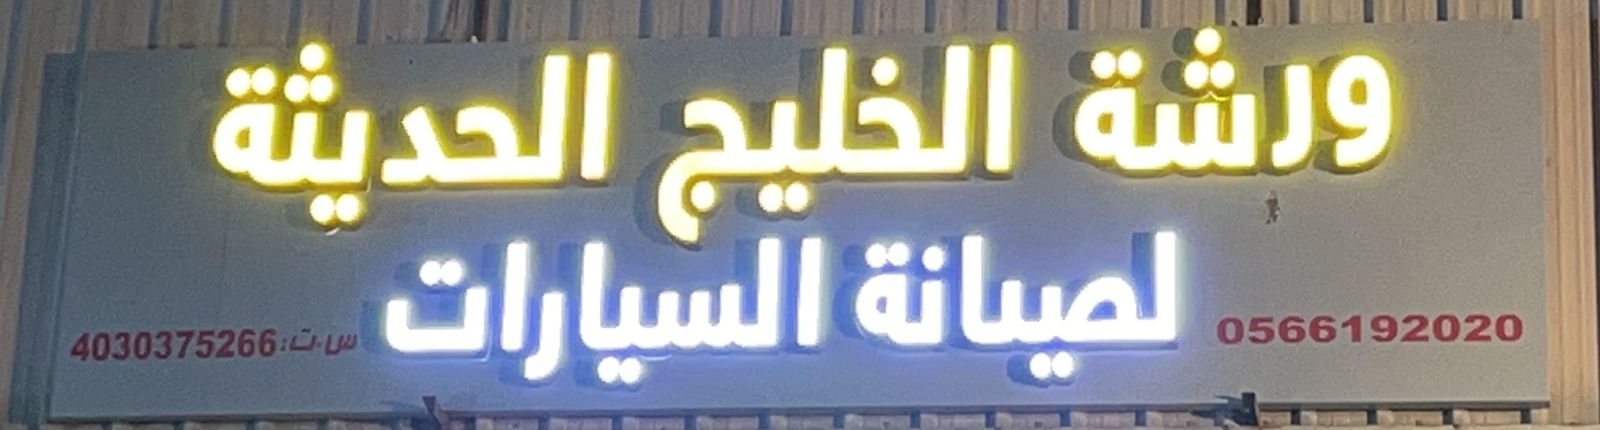 ورشة الخليج الحديثة
لصيانة السيارات
0566192020
س.ت: 4030375266